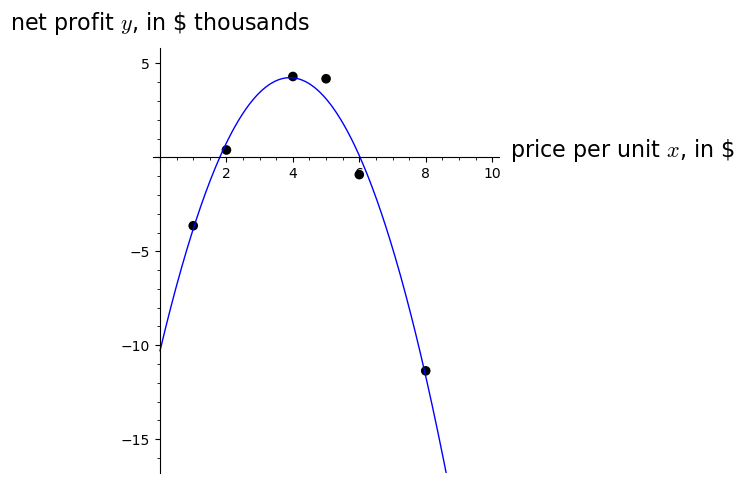 net profit y, in $ thousands
5
price per unit x, in $
2 4 6 8 10
−5
−10
−15